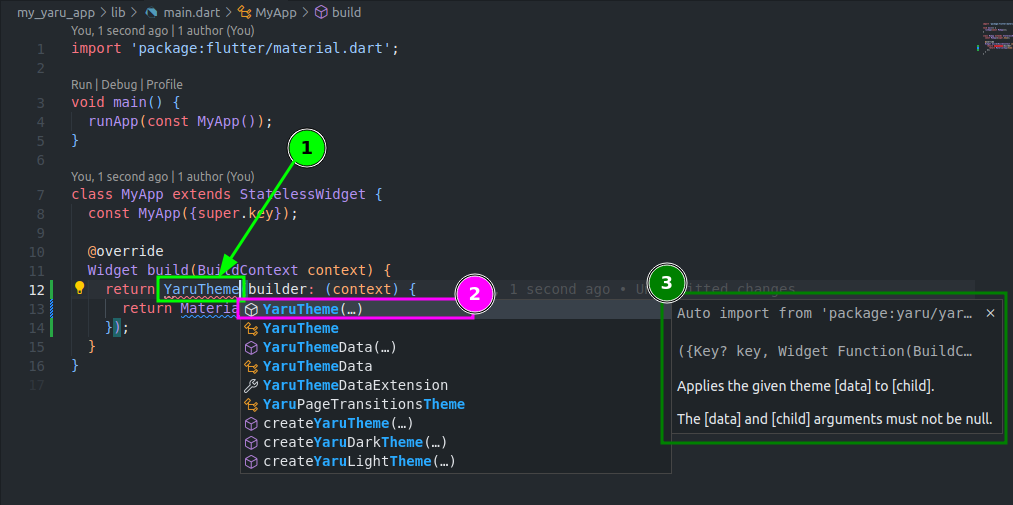 my_yaru_app > lib > main.dart > MyApp > build
You, 1 second ago | 1 author (You)
1 import 'package:flutter/material.dart';
2
Run | Debug | Profile
3 void main() {
4 runApp(const MyApp());
5 }
6
1
You, 1 second ago | 1 author (You)
7 class MyApp extends StatelessWidget {
8 const MyApp({super.key});
9
10 @override
11 Widget build(BuildContext context) {
12 return YaruTheme builder: (context) { 1 second ago • U
2
3
13 return Materia
14 });
15 }
16 }
17
YaruTheme(…)
YaruTheme
YaruThemeData(…)
YaruThemeData
YaruThemeDataExtension
YaruPageTransitionsTheme
createYaruTheme(…)
createYaruDarkTheme(…)
createYaruLightTheme(…)
Auto import from 'package:yaru/yar…
({Key? key, Widget Function(BuildC…
Applies the given theme [data] to [child].
The [data] and [child] arguments must not be null.